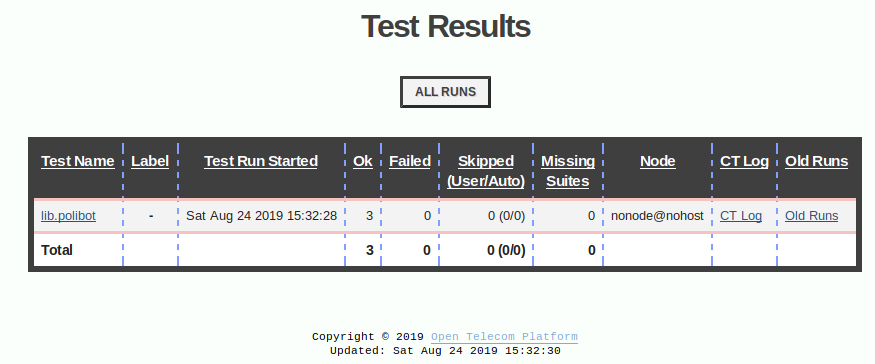 Test Results
ALL RUNS
Test Name Label Test Run Started Ok Failed Skipped (User/Auto) Missing Suites Node CT Log Old Runs
lib.polibot - Sat Aug 24 2019 15:32:28 3 0 0 (0/0) 0 nonode@nohost CT Log Old Runs
Total 3 0 0 (0/0) 0
Copyright © 2019 Open Telecom Platform
Updated: Sat Aug 24 2019 15:32:30